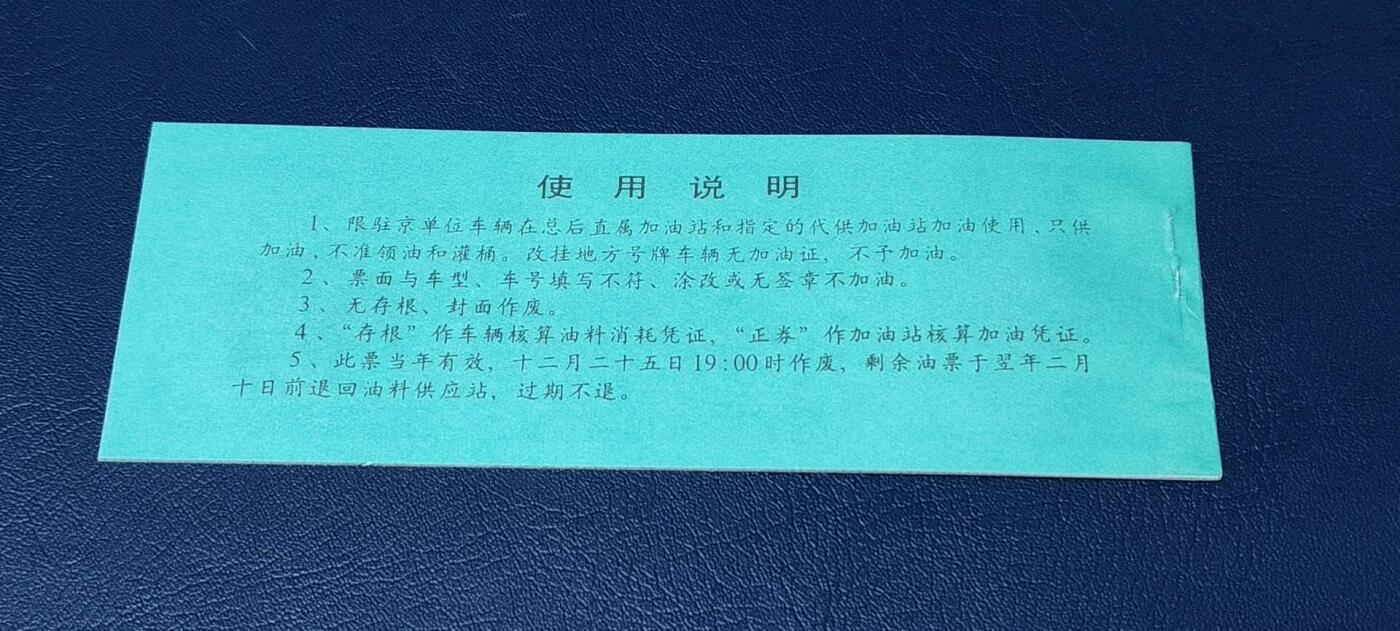 使用说明
1、限驻京单位车辆在总后直属加油站和指定的代供加油站加油使用、只供
加油、不准领油和灌桶。改挂地方号牌车辆无加油证，不予加油。
2、票面与车型、车号填写不符、涂改或无签章不加油。
3、无存根、封面作废。
4、“存根”作车辆核算油料消耗凭证，“正券”作加油站核算加油凭证。
5、此票当年有效，十二月二十五日19:00时作废，剩余油票于翌年二月
十日前退回油料供应站，过期不退。